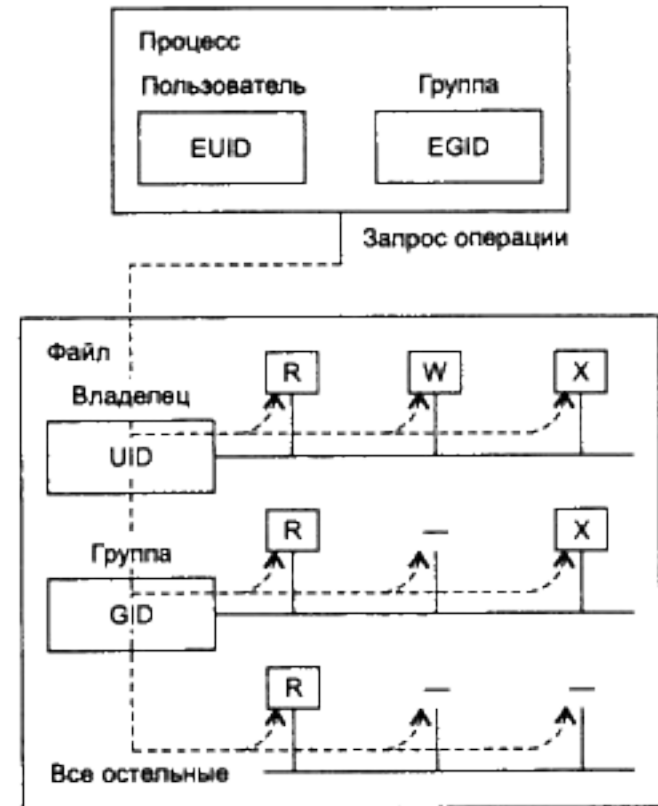 Процесс
Пользователь Группа
EUID EGID
Запрос операции
Файл
R W X
Владелец
UID
R — X
Группа
GID
R — —
Все остельные